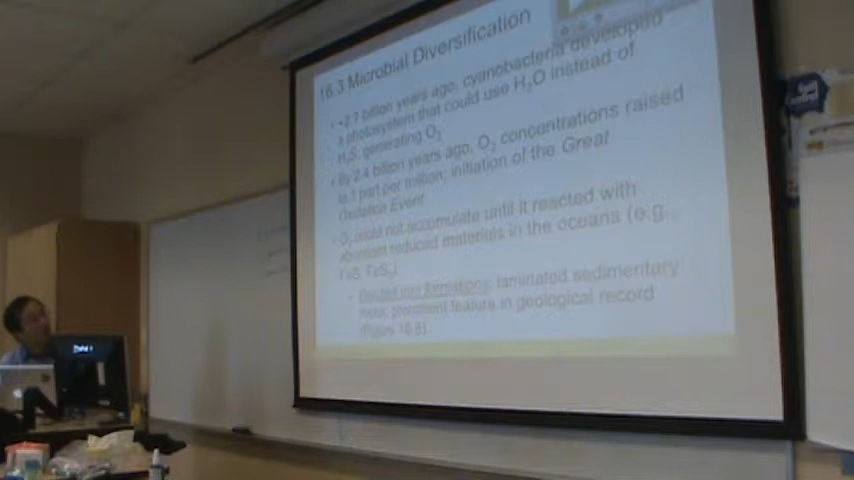 16.3 Microbial Diversification
• ~2.7 billion years ago, cyanobacteria developed
a photosystem that could use H₂O instead of
H₂S, generating O₂
• By 2.4 billion years ago, O₂ concentrations raised
to 1 part per million; initiation of the Great
Oxidation Event
• O₂ could not accumulate until it reacted with
abundant reduced materials in the oceans (e.g.,
FeS, FeS₂)
– Banded iron formations: laminated sedimentary
rocks; prominent feature in geological record
(Figure 16.8)